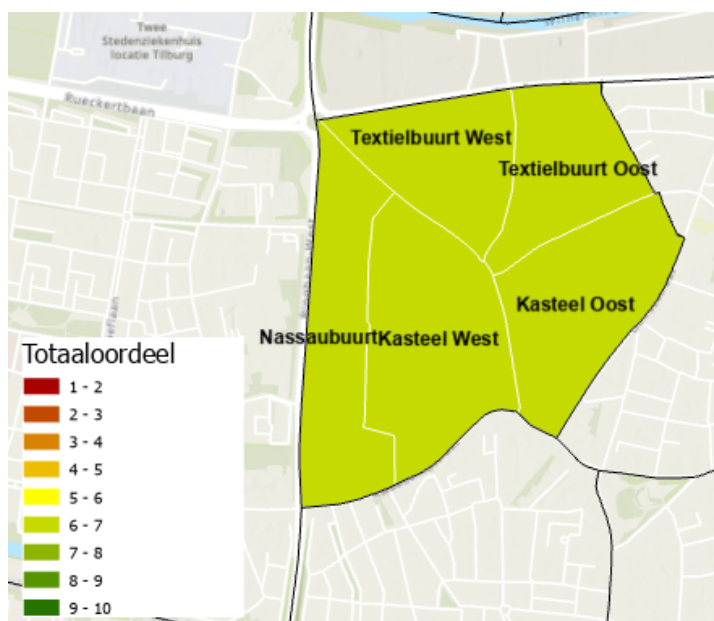 Twee
Stedenziekenhuis
locatie Tilburg
Rueckertbaan
Textielbuurt West
Textielbuurt Oost
Kasteel Oost
Nassaubuurt
Kasteel West
Totaaloordeel
1 - 2
2 - 3
3 - 4
4 - 5
5 - 6
6 - 7
7 - 8
8 - 9
9 - 10